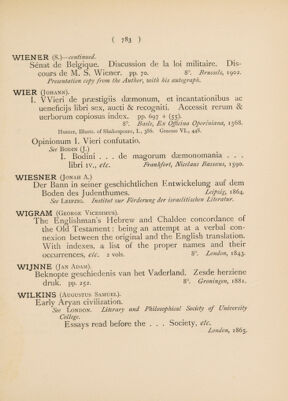 ( 783 )
WIENER (S.)—continued.
Sénat de Belgique. Discussion de la loi militaire. Dis-
cours de M. S. Wiener. pp. 70. 8°. Brussels, 1902.
Presentation copy from the Author, with his autograph.
WIER (JOHANN).
I. VVieri de præstigiis dæmonum, et incantationibus ac
ueneficijs libri sex, aucti & recogniti. Accessit rerum &
uerborum copiosus index. pp. 697 + (55).
8°. Basle, Ex Officina Oporiniana, 1568.
Hunter, Illustr. of Shakespeare, I., 386. Genesis VI., 448.
Opinionum I. Vieri confutatio.
See BODIN (J.)
I. Bodini . . . de magorum dæmonomania . . .
libri iv., etc. Frankfort, Nicolaus Bassæus, 1590.
WIESNER (JONAH A.)
Der Bann in seiner geschichtlichen Entwickelung auf dem
Boden des Judenthumes. Leipzig, 1864.
See LEIPZIG. Institut zur Förderung der israelitischen Literatur.
WIGRAM (GEORGE VICESIMUS).
The Englishman's Hebrew and Chaldee concordance of
the Old Testament: being an attempt at a verbal con-
nexion between the original and the English translation.
With indexes, a list of the proper names and their
occurrences, etc. 2 vols. 8°. London, 1843.
WIJNNE (JAN ADAM).
Beknopte geschiedenis van het Vaderland. Zesde herziene
druk. pp. 252. 8°. Groningen, 1881.
WILKINS (AUGUSTUS SAMUEL).
Early Aryan civilization.
See LONDON. Literary and Philosophical Society of University
College.
Essays read before the . . . Society, etc.
London, 1865.